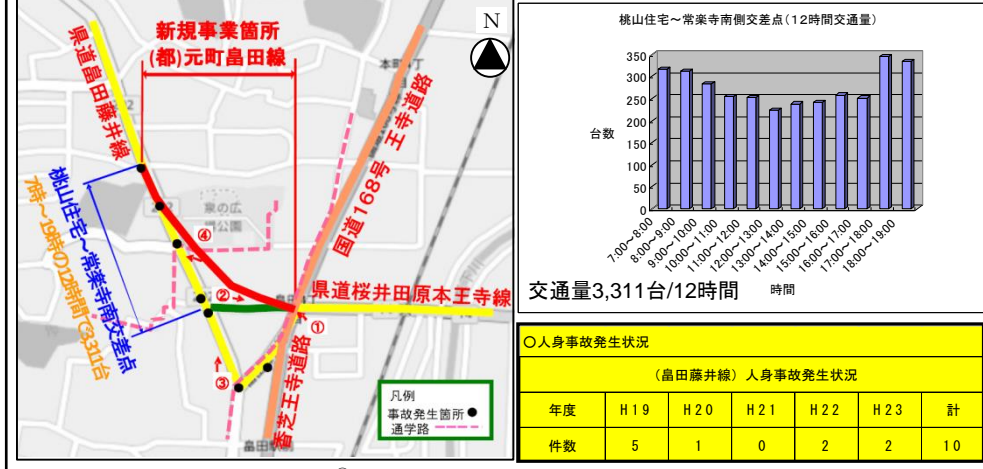 N
新規事業箇所
(都)元町畠田線
県道畠田藤井線
本町
丁
国道168号 王寺道路
桃山住宅～常楽寺南交差点
7時～19時の12時間で3,311台
泉の広
公園
④
②
県道桜井田原本王寺線
①
③
香芝王寺道路
凡例
事故発生箇所●
通学路
桃山住宅～常楽寺南側交差点(12時間交通量)
350
300
250
200
150
100
50
0
台数
7:00～8:00
8:00～9:00
9:00～10:00
10:00～11:00
11:00～12:00
12:00～13:00
13:00～14:00
14:00～15:00
15:00～16:00
16:00～17:00
17:00～18:00
18:00～19:00
交通量3,311台/12時間
時間
○人身事故発生状況
(畠田藤井線) 人身事故発生状況
年度 H19 H20 H21 H22 H23 計
件数 5 1 0 2 2 10